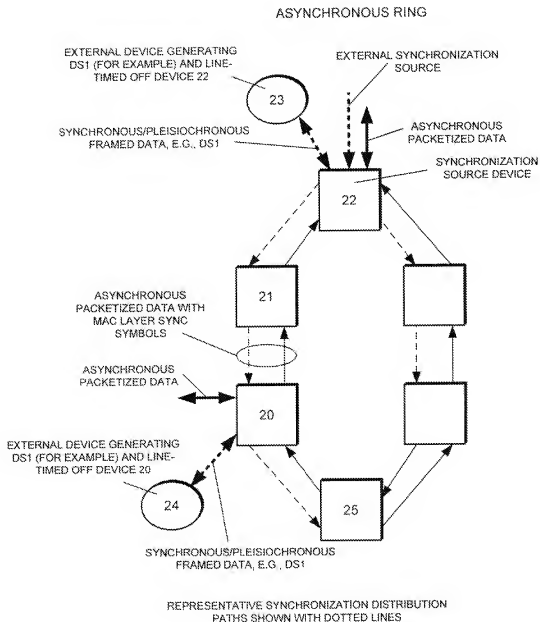 ASYNCHRONOUS RING
EXTERNAL DEVICE GENERATING
DS1 (FOR EXAMPLE) AND LINE-
TIMED OFF DEVICE 22
EXTERNAL SYNCHRONIZATION
SOURCE
23
SYNCHRONOUS/PLEISIOCHRONOUS
FRAMED DATA, E.G., DS1
ASYNCHRONOUS
PACKETIZED DATA
SYNCHRONIZATION
SOURCE DEVICE
22
21
ASYNCHRONOUS
PACKETIZED DATA WITH
MAC LAYER SYNC
SYMBOLS
ASYNCHRONOUS
PACKETIZED DATA
20
EXTERNAL DEVICE GENERATING
DS1 (FOR EXAMPLE) AND LINE-
TIMED OFF DEVICE 20
24
25
SYNCHRONOUS/PLEISIOCHRONOUS
FRAMED DATA, E.G., DS1
REPRESENTATIVE SYNCHRONIZATION DISTRIBUTION
PATHS SHOWN WITH DOTTED LINES